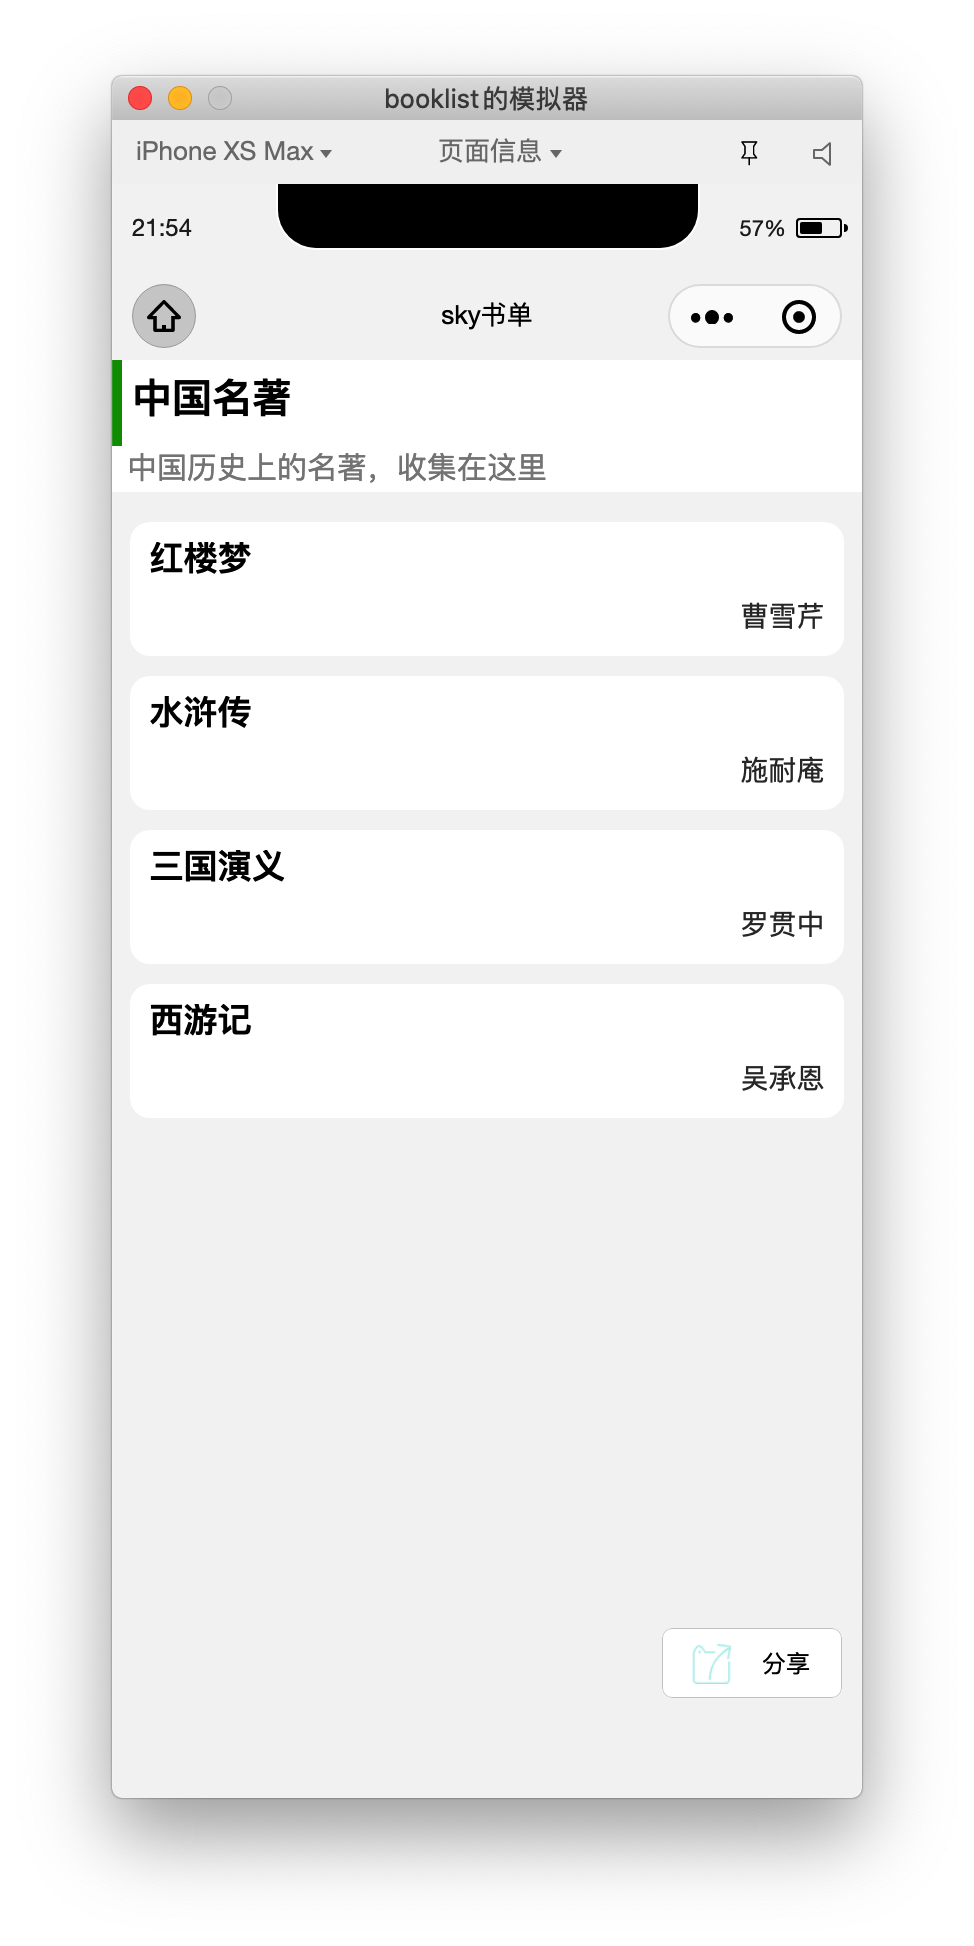 booklist的模拟器
iPhone XS Max
页面信息
21:54
57%
sky书单
中国名著
中国历史上的名著，收集在这里
红楼梦
曹雪芹
水浒传
施耐庵
三国演义
罗贯中
西游记
吴承恩
分享